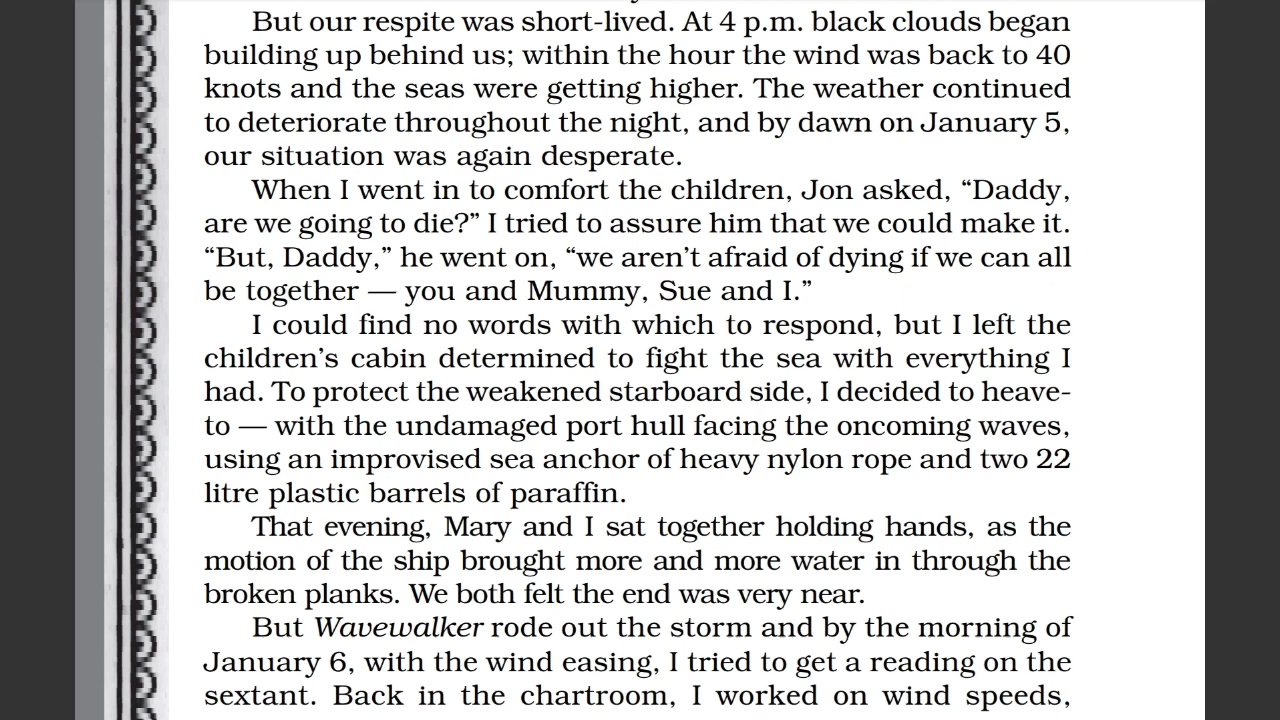 But our respite was short-lived. At 4 p.m. black clouds began
building up behind us; within the hour the wind was back to 40
knots and the seas were getting higher. The weather continued
to deteriorate throughout the night, and by dawn on January 5,
our situation was again desperate.
When I went in to comfort the children, Jon asked, “Daddy,
are we going to die?” I tried to assure him that we could make it.
“But, Daddy,” he went on, “we aren’t afraid of dying if we can all
be together — you and Mummy, Sue and I.”
I could find no words with which to respond, but I left the
children’s cabin determined to fight the sea with everything I
had. To protect the weakened starboard side, I decided to heave-
to — with the undamaged port hull facing the oncoming waves,
using an improvised sea anchor of heavy nylon rope and two 22
litre plastic barrels of paraffin.
That evening, Mary and I sat together holding hands, as the
motion of the ship brought more and more water in through the
broken planks. We both felt the end was very near.
But Wavewalker rode out the storm and by the morning of
January 6, with the wind easing, I tried to get a reading on the
sextant. Back in the chartroom, I worked on wind speeds,